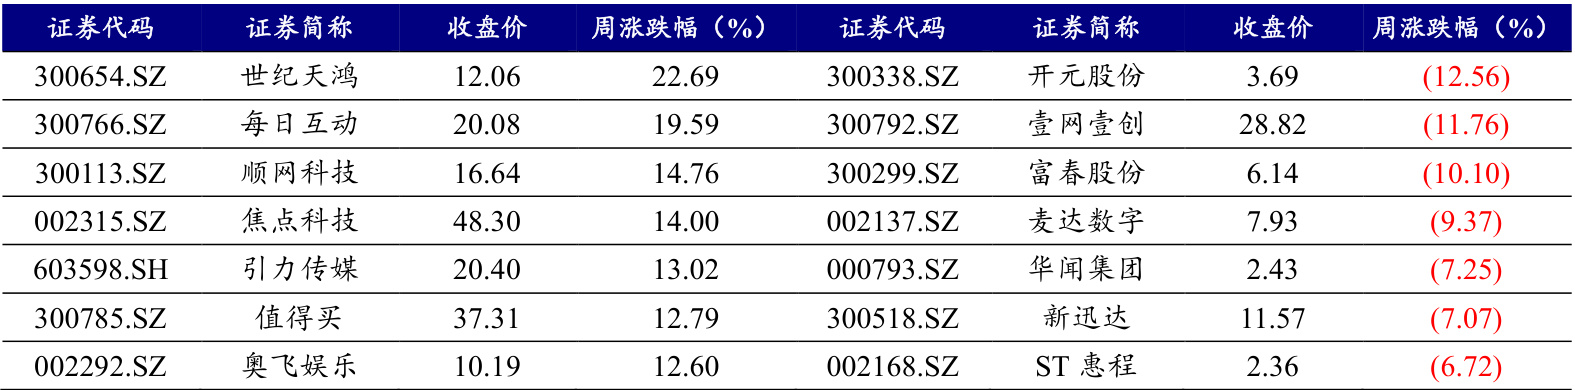 证券代码 证券简称 收盘价 周涨跌幅（%） 证券代码 证券简称 收盘价 周涨跌幅（%）
300654.SZ 世纪天鸿 12.06 22.69 300338.SZ 开元股份 3.69 (12.56)
300766.SZ 每日互动 20.08 19.59 300792.SZ 壹网壹创 28.82 (11.76)
300113.SZ 顺网科技 16.64 14.76 300299.SZ 富春股份 6.14 (10.10)
002315.SZ 焦点科技 48.30 14.00 002137.SZ 麦达数字 7.93 (9.37)
603598.SH 引力传媒 20.40 13.02 000793.SZ 华闻集团 2.43 (7.25)
300785.SZ 值得买 37.31 12.79 300518.SZ 新迅达 11.57 (7.07)
002292.SZ 奥飞娱乐 10.19 12.60 002168.SZ ST 惠程 2.36 (6.72)